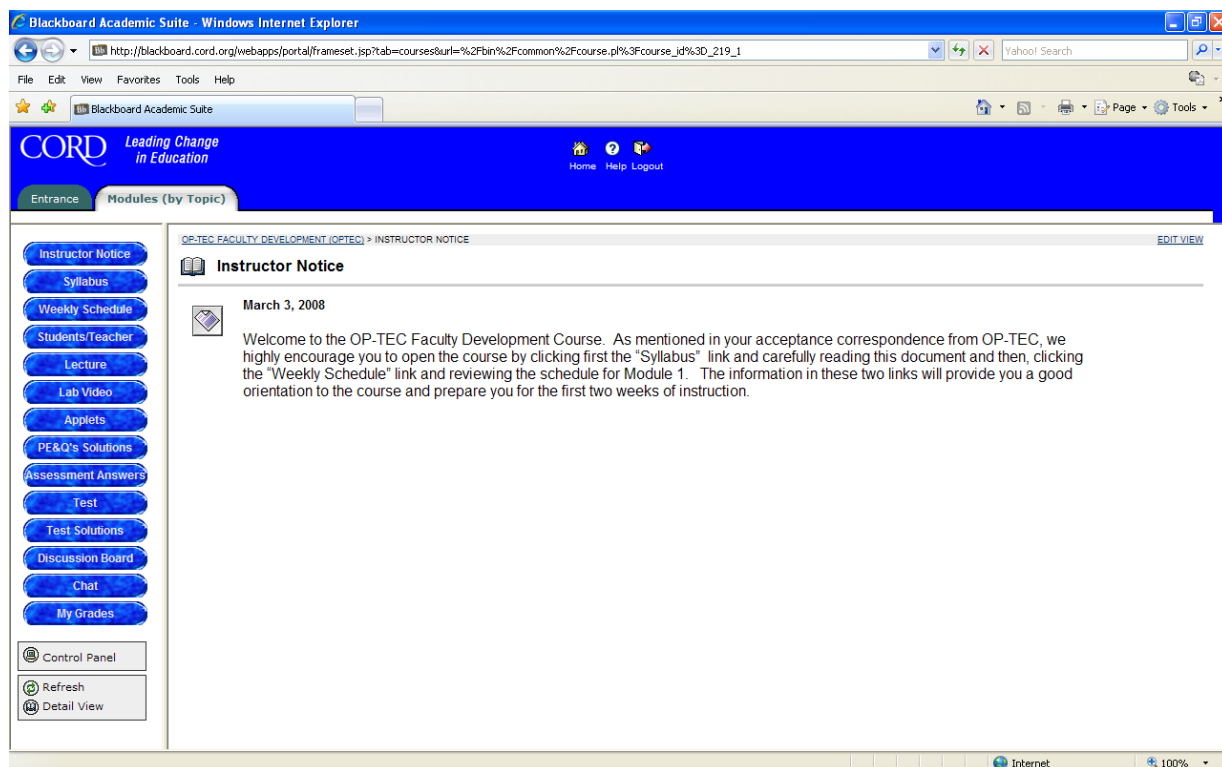 Blackboard Academic Suite - Windows Internet Explorer
http://blackboard.cord.org/webapps/portal/frameset.jsp?tab=courses&url=%2Fbin%2Fcommon%2Fcourse.pl%3Fcourse_id%3D_219_1
Yahoo! Search
File Edit View Favorites Tools Help
Blackboard Academic Suite
Page Tools
CORD Leading Change
in Education
Home Help Logout
Entrance Modules (by Topic)
OP-TEC FACULTY DEVELOPMENT (OPTEC) > INSTRUCTOR NOTICE EDIT VIEW
Instructor Notice
March 3, 2008
Welcome to the OP-TEC Faculty Development Course. As mentioned in your acceptance correspondence from OP-TEC, we
highly encourage you to open the course by clicking first the “Syllabus” link and carefully reading this document and then, clicking
the “Weekly Schedule” link and reviewing the schedule for Module 1. The information in these two links will provide you a good
orientation to the course and prepare you for the first two weeks of instruction.
Instructor Notice
Syllabus
Weekly Schedule
Students/Teacher
Lecture
Lab Video
Applets
PE&Q's Solutions
Assessment Answers
Test
Test Solutions
Discussion Board
Chat
My Grades
Control Panel
Refresh
Detail View
Internet 100%